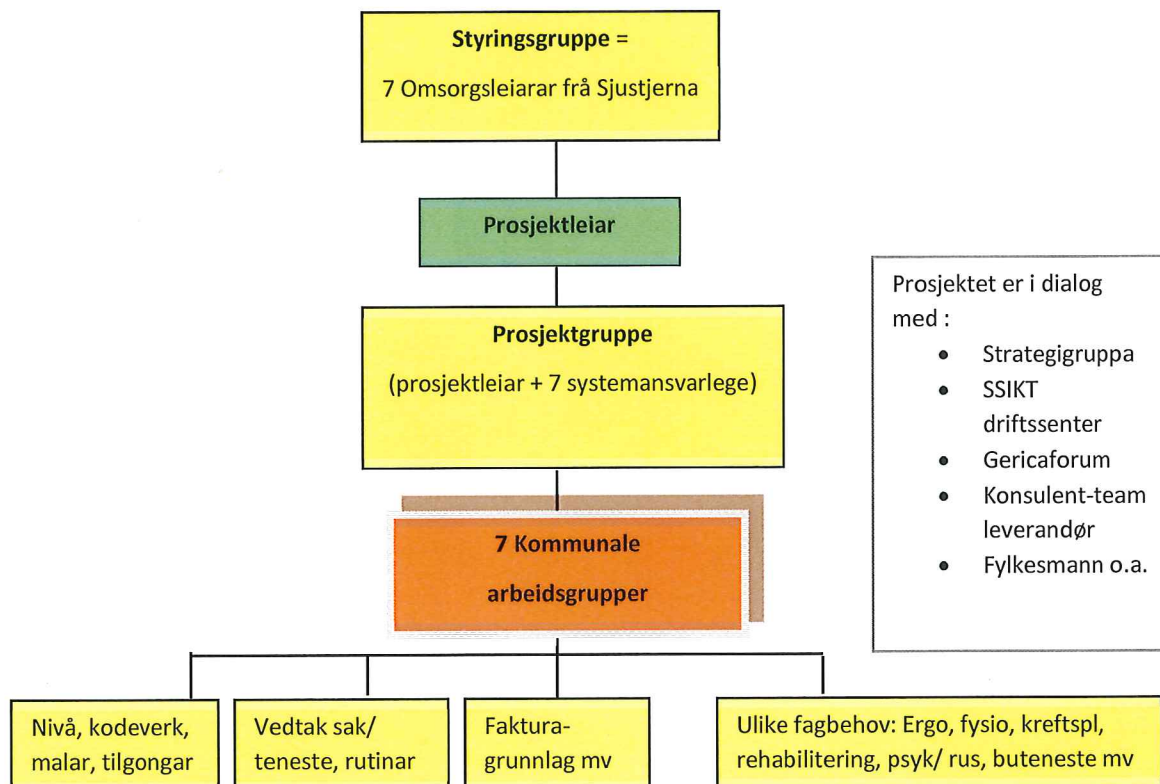 Styringsgruppe =
7 Omsorgsleiarar frå Sjustjerna
Prosjektleiar
Prosjektgruppe
(prosjektleiar + 7 systemansvarlege)
Prosjektet er i dialog
med :
• Strategigruppa
• SSIKT
driftssenter
• Gericaforum
• Konsulent-team
leverandør
• Fylkesmann o.a.
7 Kommunale
arbeidsgrupper
Nivå, kodeverk,
malar, tilgongar
Vedtak sak/
teneste, rutinar
Faktura-
grunnlag mv
Ulike fagbehov: Ergo, fysio, kreftspl,
rehabilitering, psyk/ rus, buteneste mv